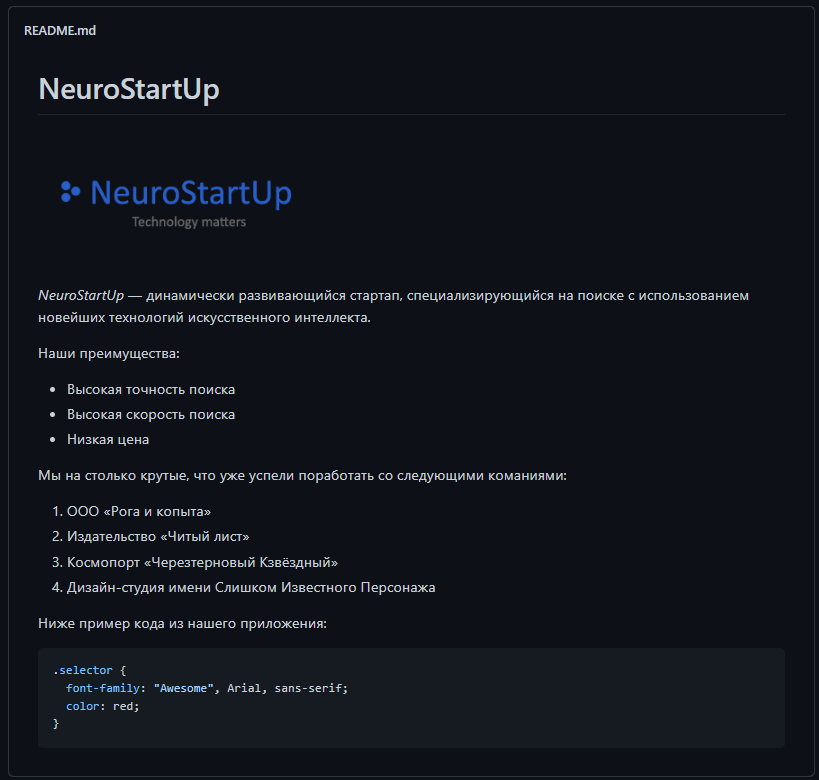 README.md
NeuroStartUp
NeuroStartUp
Technology matters
NeuroStartUp — динамически развивающийся стартап, специализирующийся на поиске с использованием
новейших технологий искусственного интеллекта.
Наши преимущества:
• Высокая точность поиска
• Высокая скорость поиска
• Низкая цена
Мы на столько крутые, что уже успели поработать со следующими команиями:
1. ООО «Рога и копыта»
2. Издательство «Читый лист»
3. Космопорт «Черезтерновый Кзвёздный»
4. Дизайн-студия имени Слишком Известного Персонажа
Ниже пример кода из нашего приложения:
.selector {
  font-family: "Awesome", Arial, sans-serif;
  color: red;
}